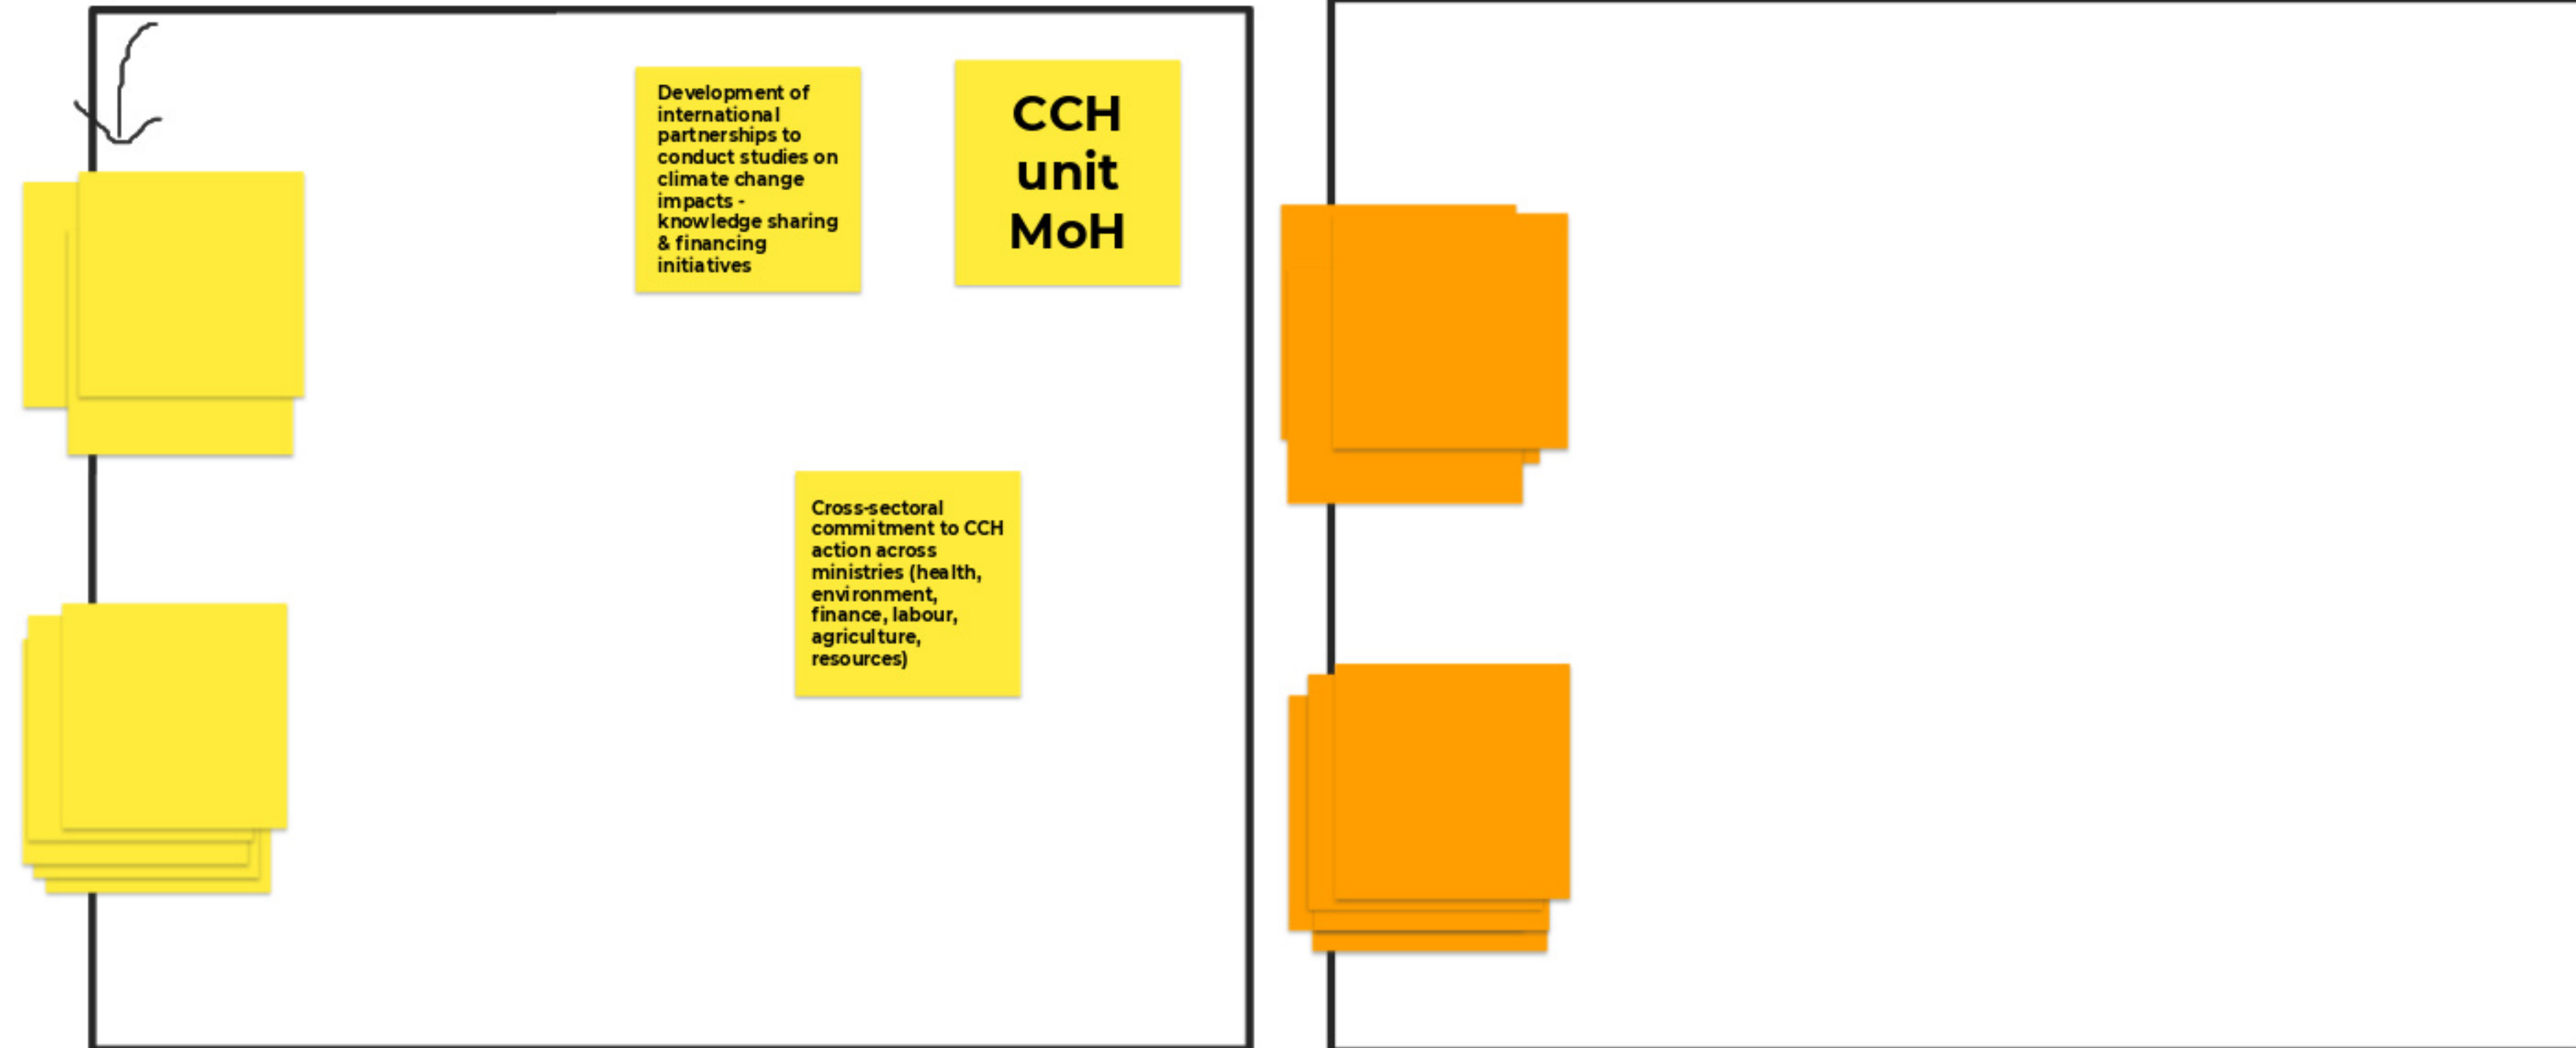 Development of
international
partnerships to
conduct studies on
climate change
impacts -
knowledge sharing
& financing
initiatives
CCH
unit
MoH
Cross-sectoral
commitment to CCH
action across
ministries (health,
environment,
finance, labour,
agriculture,
resources)